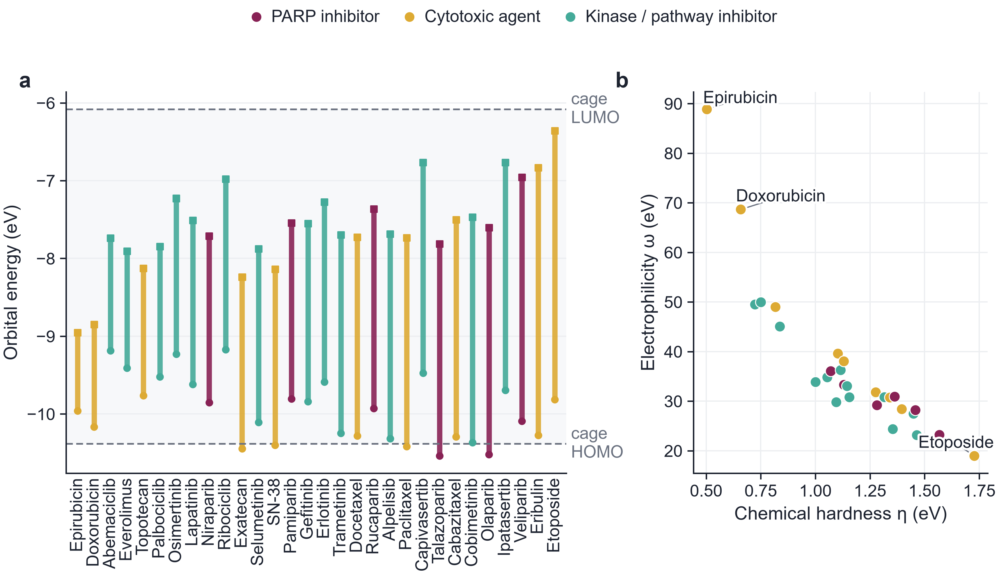 PARP inhibitor
Cytotoxic agent
Kinase / pathway inhibitor
a
Orbital energy (eV)
−6
−7
−8
−9
−10
cage
LUMO
cage
HOMO
Epirubicin
Doxorubicin
Abemaciclib
Everolimus
Topotecan
Palbociclib
Osimertinib
Lapatinib
Niraparib
Ribociclib
Exatecan
Selumetinib
SN-38
Pamiparib
Gefitinib
Erlotinib
Trametinib
Docetaxel
Rucaparib
Alpelisib
Paclitaxel
Capivasertib
Talazoparib
Cabazitaxel
Cobimetinib
Olaparib
Ipatasertib
Veliparib
Eribulin
Etoposide
b
Electrophilicity ω (eV)
90
80
70
60
50
40
30
20
Epirubicin
Doxorubicin
Etoposide
0.50
0.75
1.00
1.25
1.50
1.75
Chemical hardness η (eV)